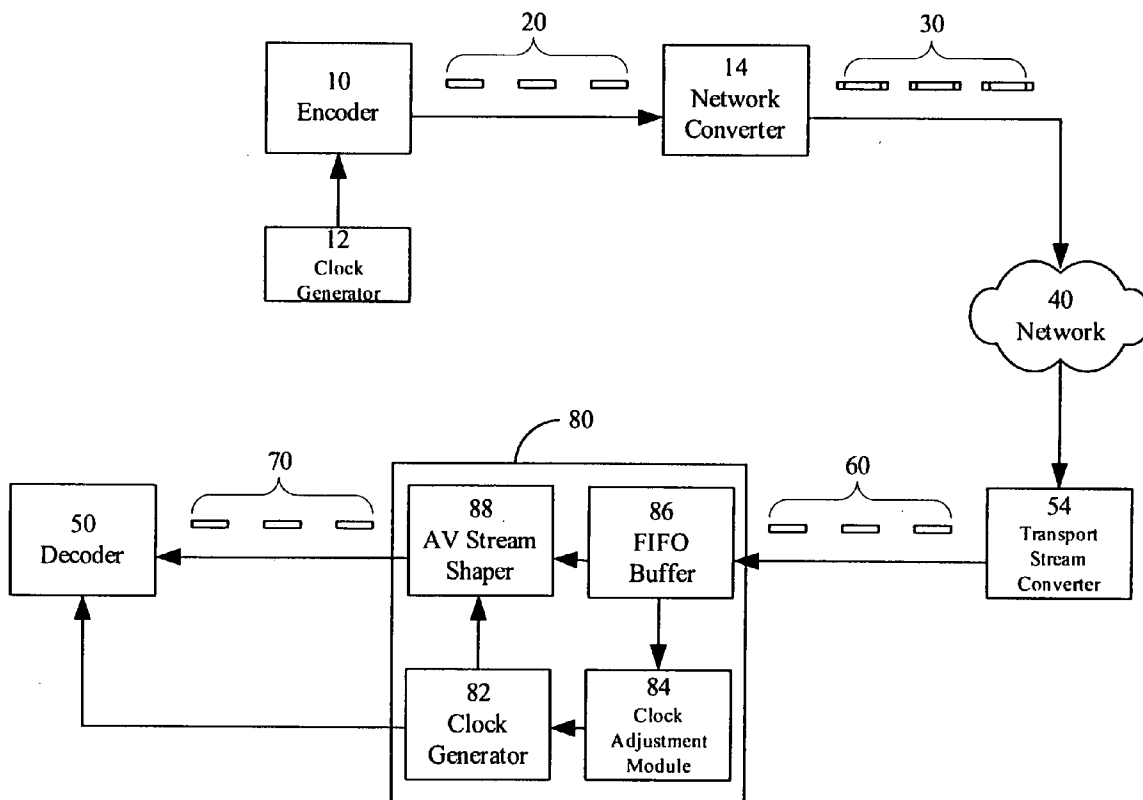 20
30
10
Encoder
14
Network
Converter
12
Clock
Generator
40
Network
80
70
60
50
Decoder
88
AV Stream
Shaper
86
FIFO
Buffer
54
Transport
Stream
Converter
82
Clock
Generator
84
Clock
Adjustment
Module